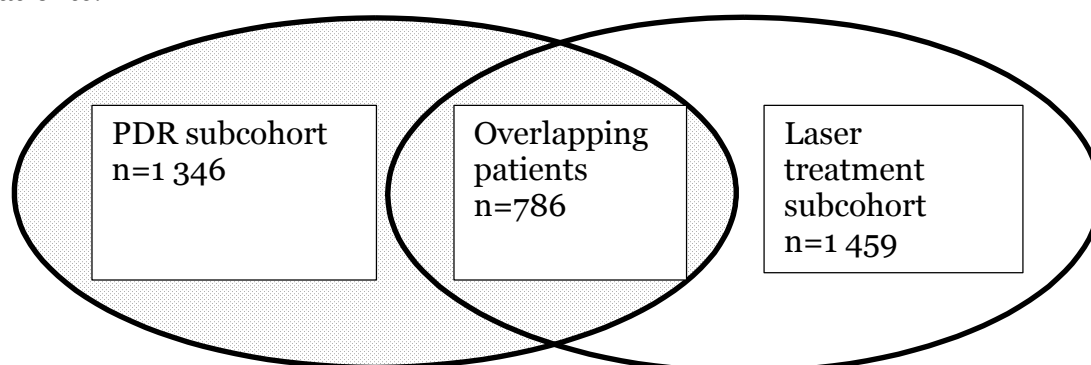 PDR subcohort
n=1 346
Overlapping
patients
n=786
Laser
treatment
subcohort
n=1 459